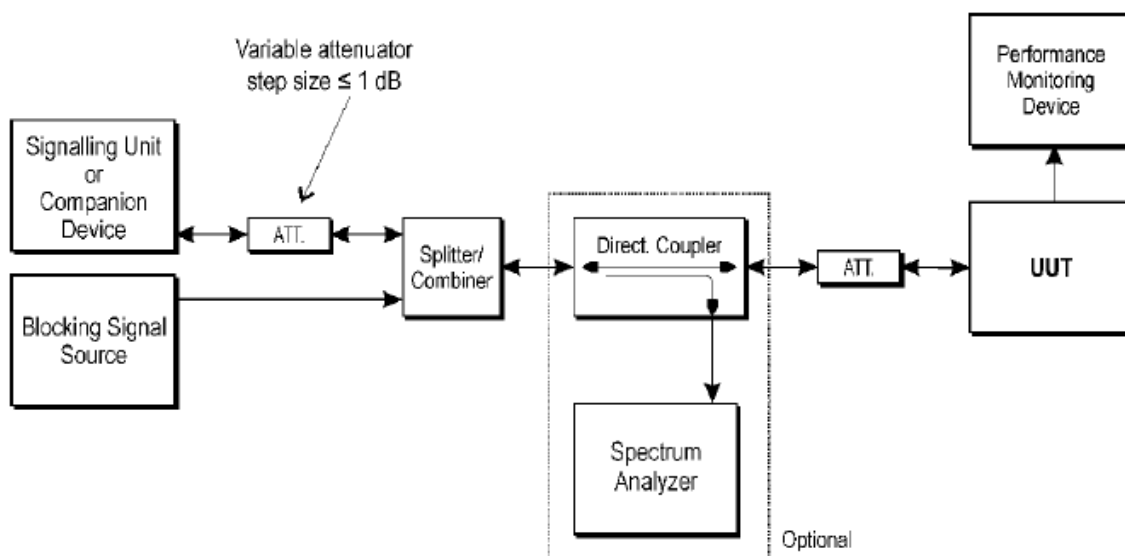 Variable attenuator
step size ≤ 1 dB
Signalling Unit
or
Companion
Device
ATT.
Splitter/
Combiner
Blocking Signal
Source
Direct. Coupler
Spectrum
Analyzer
Optional
ATT.
Performance
Monitoring
Device
UUT